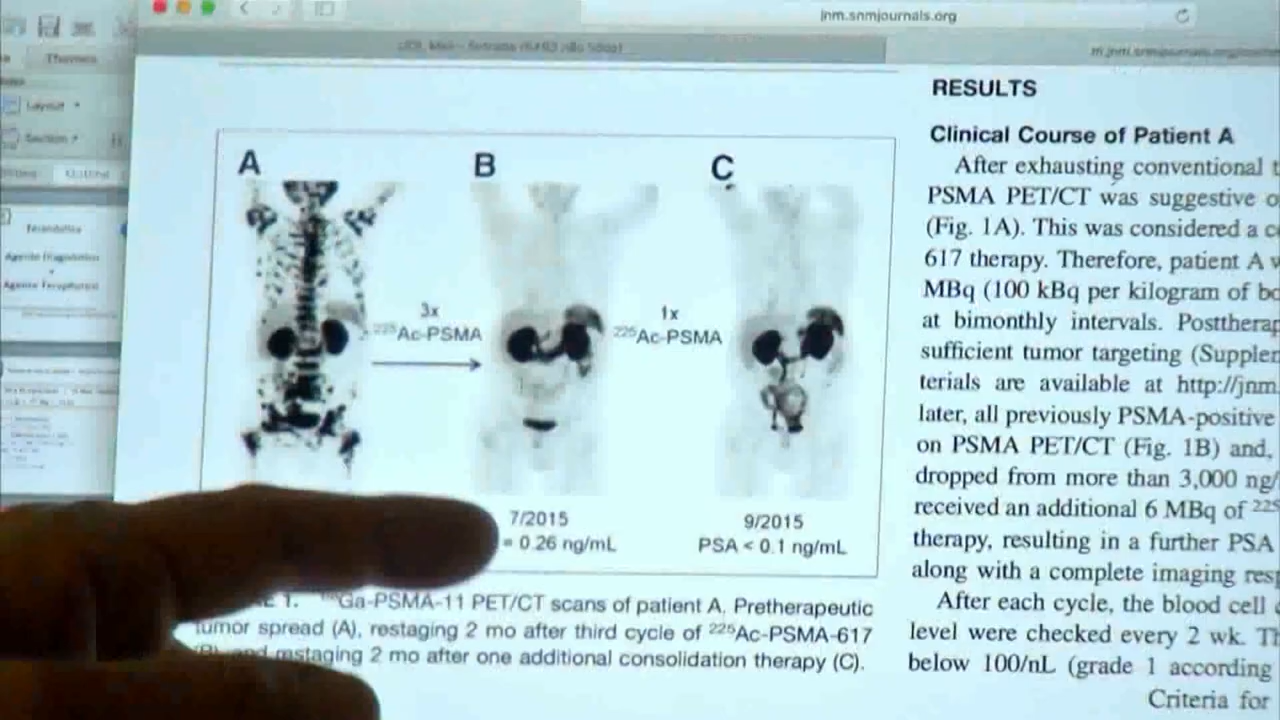 jnm.snmjournals.org
Layout
Section
RESULTS
Clinical Course of Patient A
After exhausting conventional t
PSMA PET/CT was suggestive o
(Fig. 1A). This was considered a c
617 therapy. Therefore, patient A
MBq (100 kBq per kilogram of bo
at bimonthly intervals. Posttherap
sufficient tumor targeting (Supplem
terials are available at http://jnm.
later, all previously PSMA-positive
on PSMA PET/CT (Fig. 1B) and,
dropped from more than 3,000 ng/
received an additional 6 MBq of 225
therapy, resulting in a further PSA
along with a complete imaging resp
After each cycle, the blood cell
level were checked every 2 wk. Th
below 100/nL (grade 1 according
Criteria for
A
B
C
3x
225Ac-PSMA
1x
225Ac-PSMA
7/2015
= 0.26 ng/mL
9/2015
PSA < 0.1 ng/mL
1. Ga-PSMA-11 PET/CT scans of patient A. Pretherapeutic
tumor spread (A), restaging 2 mo after third cycle of 225Ac-PSMA-617
(B), and restaging 2 mo after one additional consolidation therapy (C).